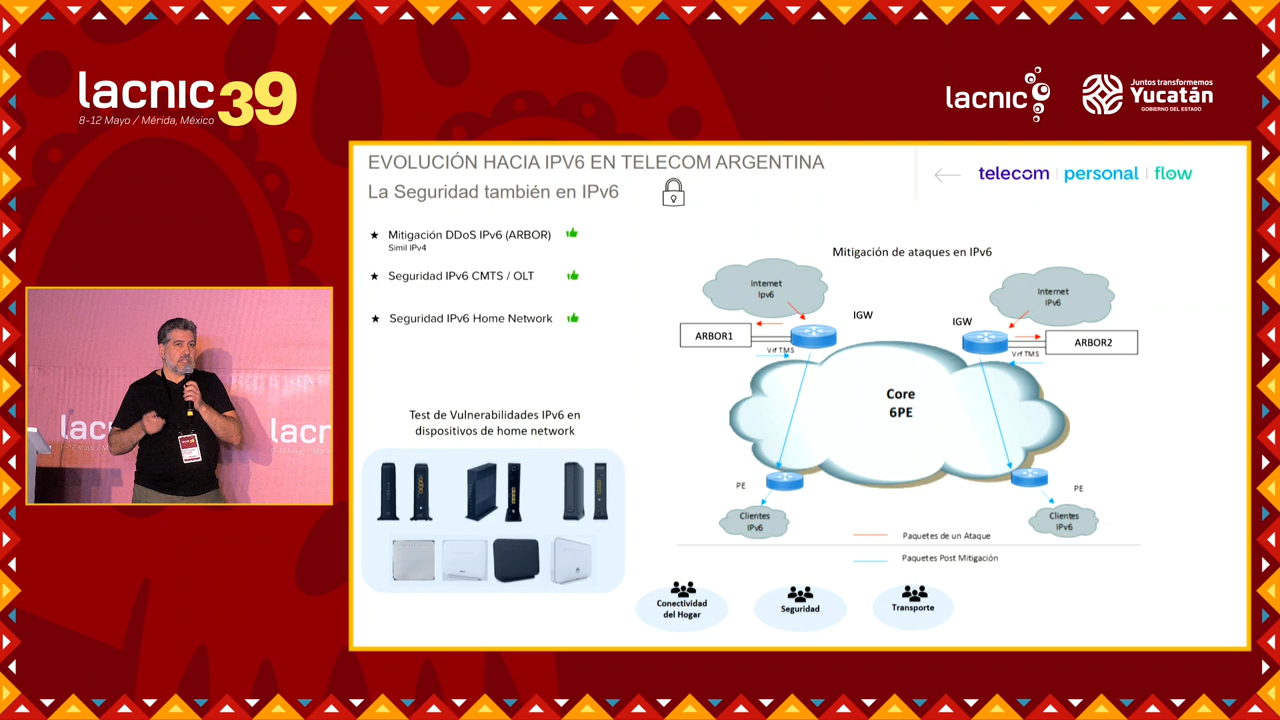 lacnic39
8-12 Mayo / Mérida, México
lacnic
Juntos transformemos
Yucatán
GOBIERNO DEL ESTADO
EVOLUCIÓN HACIA IPV6 EN TELECOM ARGENTINA
La Seguridad también en IPv6
telecom personal flow
★ Mitigación DDoS IPv6 (ARBOR)
Simil IPv4
★ Seguridad IPv6 CMTS / OLT
★ Seguridad IPv6 Home Network
Test de Vulnerabilidades IPv6 en
dispositivos de home network
Mitigación de ataques en IPv6
Internet
Ipv6
Internet
IPv6
IGW
IGW
ARBOR1
ARBOR2
Vrf TMS
Vrf TMS
Core
6PE
PE
PE
Clientes
IPv6
Clientes
IPv6
Paquetes de un Ataque
Paquetes Post Mitigación
Conectividad
del Hogar
Seguridad
Transporte
lacn
lacnr